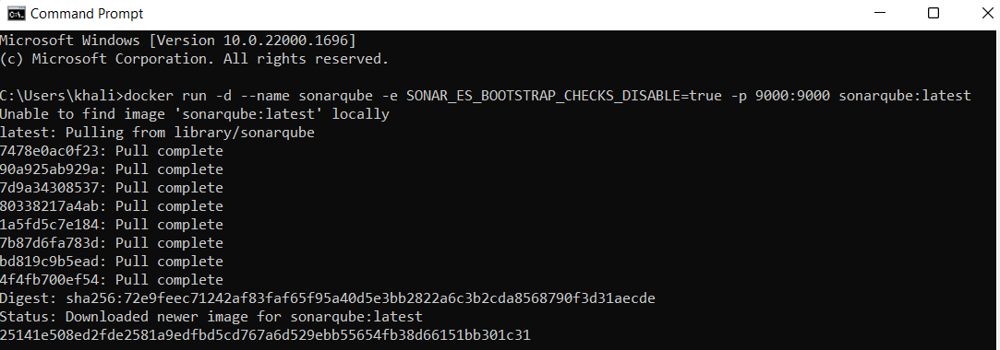 Command Prompt
Microsoft Windows [Version 10.0.22000.1696]
(c) Microsoft Corporation. All rights reserved.
C:\Users\khali>docker run -d --name sonarqube -e SONAR_ES_BOOTSTRAP_CHECKS_DISABLE=true -p 9000:9000 sonarqube:latest
Unable to find image 'sonarqube:latest' locally
latest: Pulling from library/sonarqube
7478e0ac0f23: Pull complete
90a925ab929a: Pull complete
7d9a34308537: Pull complete
80338217a4ab: Pull complete
1a5fd5c7e184: Pull complete
7b87d6fa783d: Pull complete
bd819c9b5ead: Pull complete
4f4fb700ef54: Pull complete
Digest: sha256:72e9feec71242af83faf65f95a40d5e3bb2822a6c3b2cda8568790f3d31aecde
Status: Downloaded newer image for sonarqube:latest
25141e508ed2fde2581a9edfbd5cd767a6d529ebb55654fb38d66151bb301c31